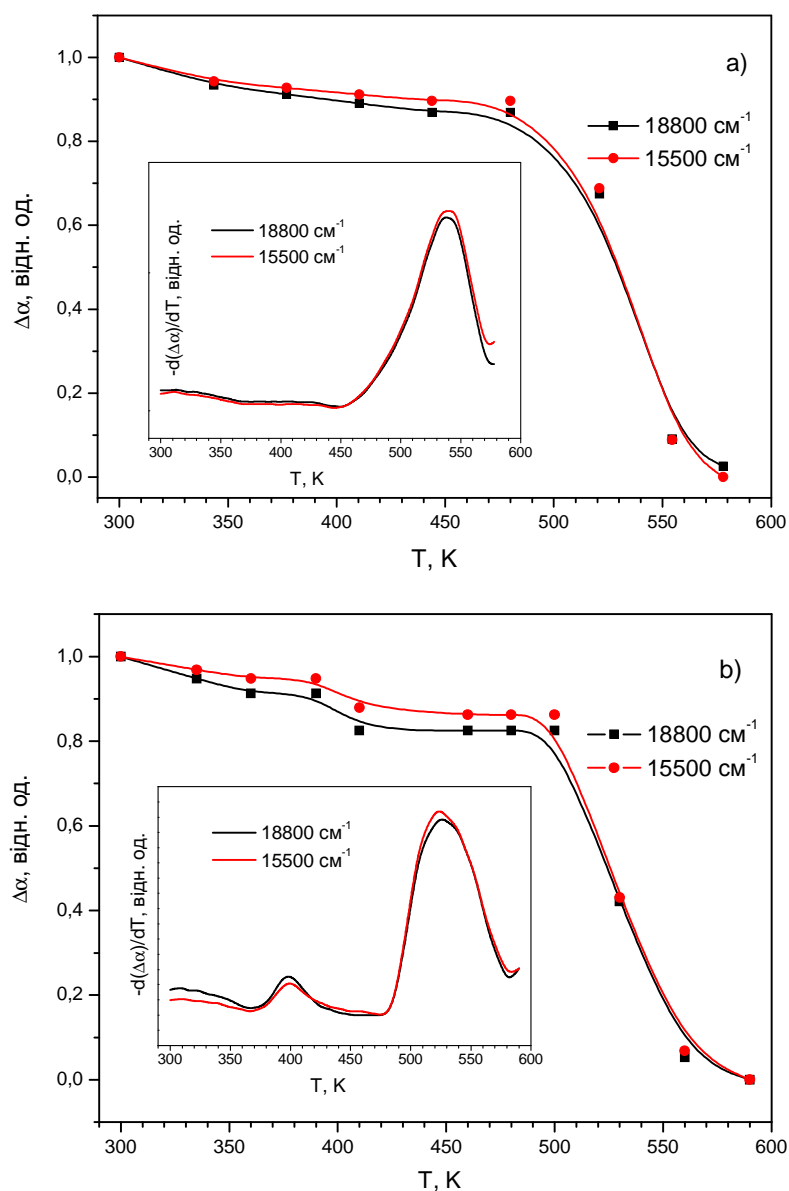 a)
1,0
0,8
0,6
0,4
0,2
0,0
Δα, відн. од.
18800 см⁻¹
15500 см⁻¹
300 350 400 450 500 550 600
T, K
-d(Δα)/dT, відн. од.
18800 см⁻¹
15500 см⁻¹
300 350 400 450 500 550 600
T, K
b)
1,0
0,8
0,6
0,4
0,2
0,0
Δα, відн. од.
18800 см⁻¹
15500 см⁻¹
300 350 400 450 500 550 600
T, K
-d(Δα)/dT, відн. од.
18800 см⁻¹
15500 см⁻¹
300 350 400 450 500 550 600
T, K